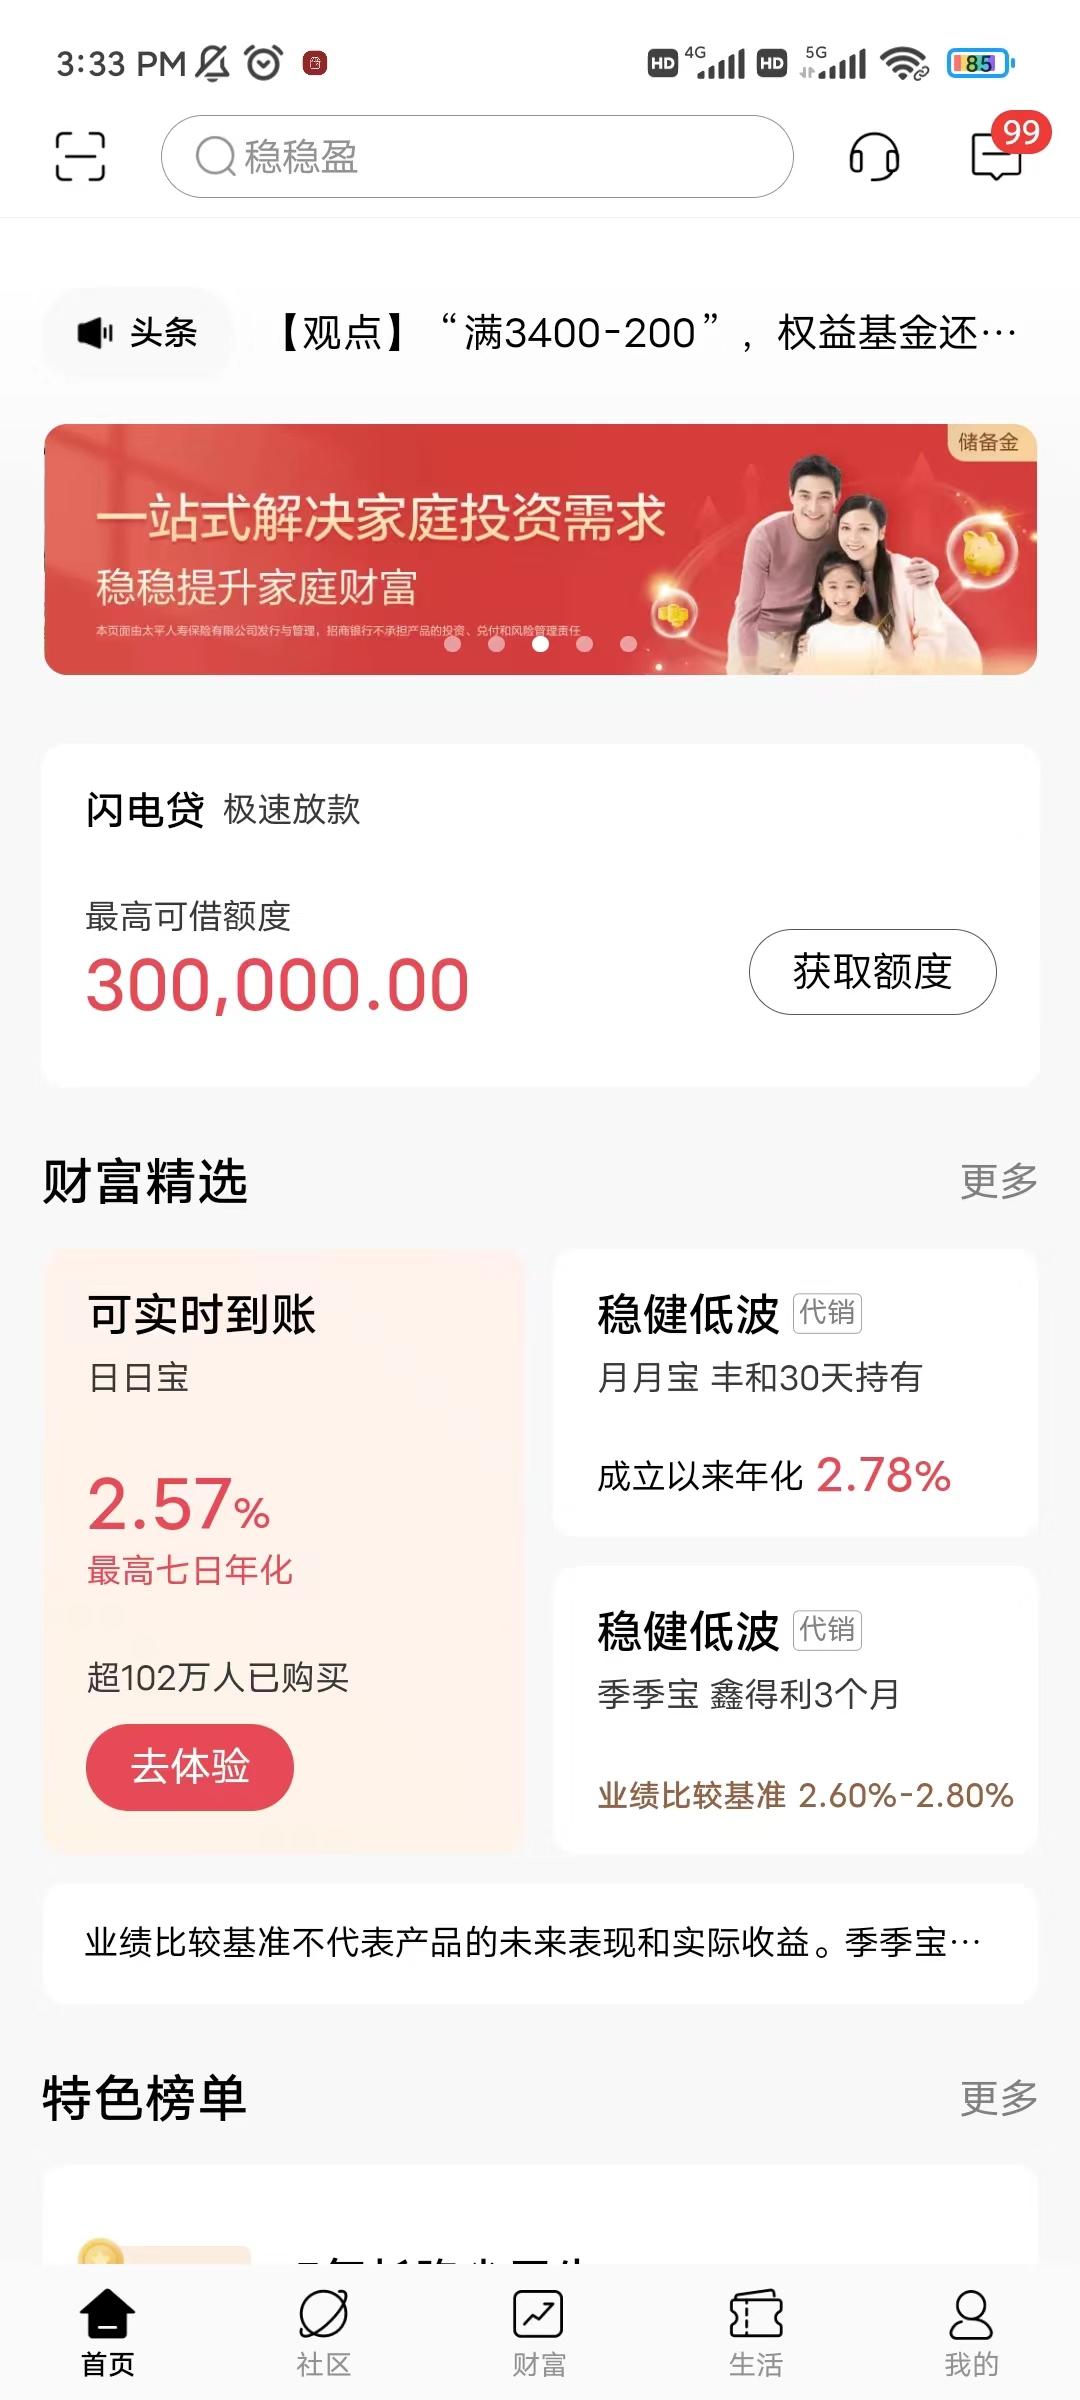 3:33 PM
HD 4G HD 5G 85
稳稳盈
99
头条 【观点】“满3400-200”，权益基金还…
储备金
一站式解决家庭投资需求
稳稳提升家庭财富
本页面由太平人寿保险有限公司发行与管理，招商银行不承担产品的投资、兑付和风险管理责任
闪电贷 极速放款
最高可借额度
300,000.00
获取额度
财富精选 更多
可实时到账
日日宝
2.57%
最高七日年化
超102万人已购买
去体验
稳健低波 代销
月月宝 丰和30天持有
成立以来年化 2.78%
稳健低波 代销
季季宝 鑫得利3个月
业绩比较基准 2.60%-2.80%
业绩比较基准不代表产品的未来表现和实际收益。季季宝…
特色榜单 更多
首页 社区 财富 生活 我的